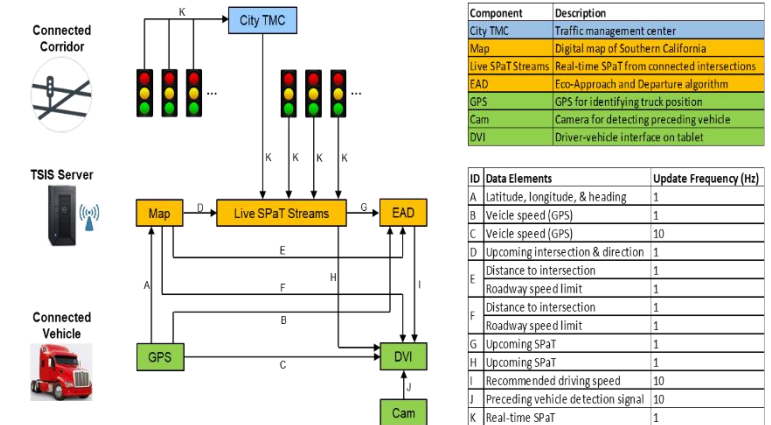 Connected
Corridor
K
City TMC
...
...
K
K
K
K
TSIS Server
Map
D
Live SPaT Streams
G
EAD
E
H
I
A
F
B
Connected
Vehicle
GPS
C
DVI
J
Cam
Component Description
City TMC Traffic management center
Map Digital map of Southern California
Live SPaT Streams Real-time SPaT from connected intersections
EAD Eco-Approach and Departure algorithm
GPS GPS for identifying truck position
Cam Camera for detecting preceding vehicle
DVI Driver-vehicle interface on tablet
ID Data Elements Update Frequency (Hz)
A Latitude, longitude, & heading 1
B Veicle speed (GPS) 1
C Veicle speed (GPS) 10
D Upcoming intersection & direction 1
E Distance to intersection 1
Roadway speed limit 1
F Distance to intersection 1
Roadway speed limit 1
G Upcoming SPaT 1
H Upcoming SPaT 1
I Recommended driving speed 10
J Preceding vehicle detection signal 10
K Real-time SPaT 1